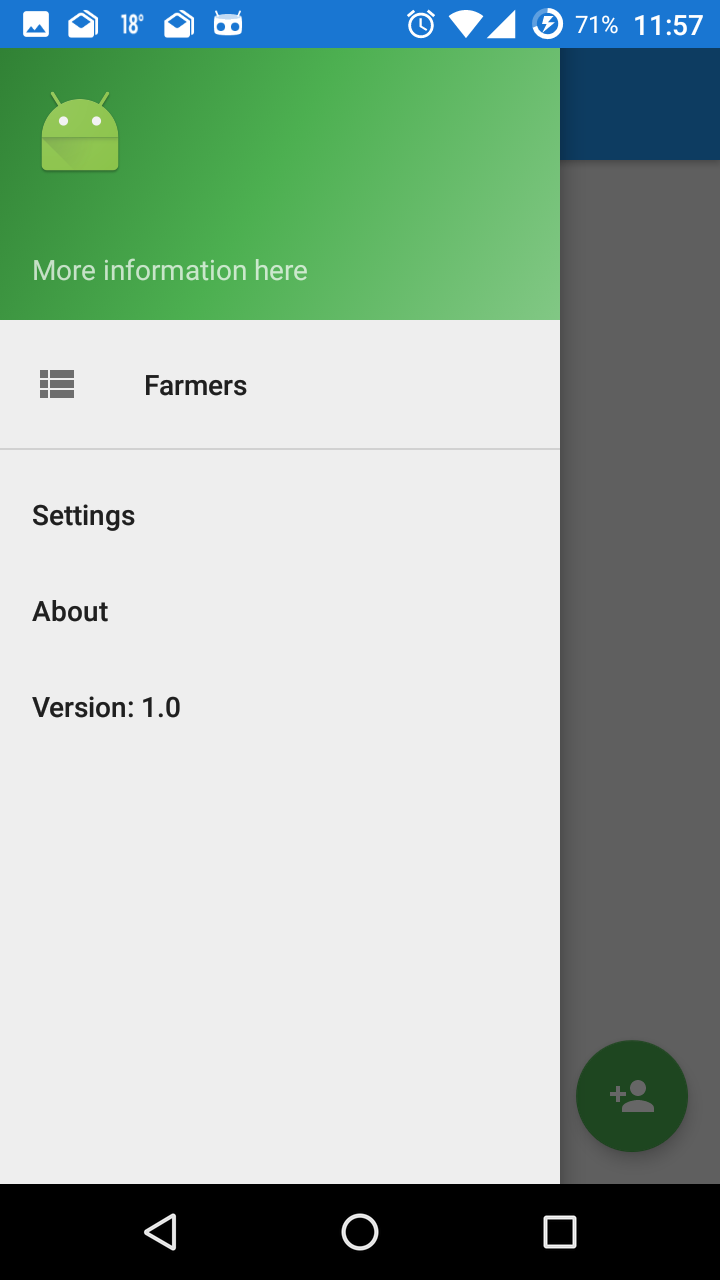 18° 71% 11:57
More information here
Farmers
Settings
About
Version: 1.0